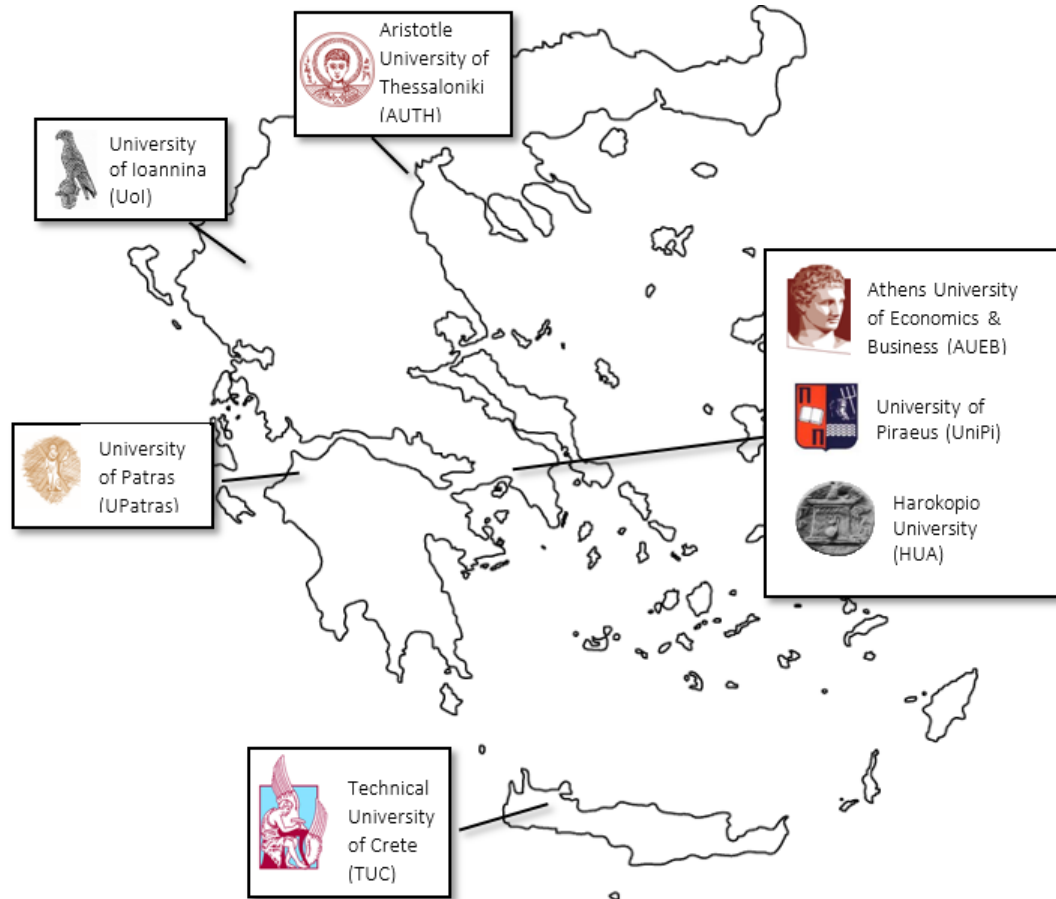 Aristotle
University of
Thessaloniki
(AUTH)
University
of Ioannina
(UoI)
Athens University
of Economics &
Business (AUEB)
University of
Piraeus (UniPi)
Harokopio
University
(HUA)
University
of Patras
(UPatras)
Technical
University
of Crete
(TUC)